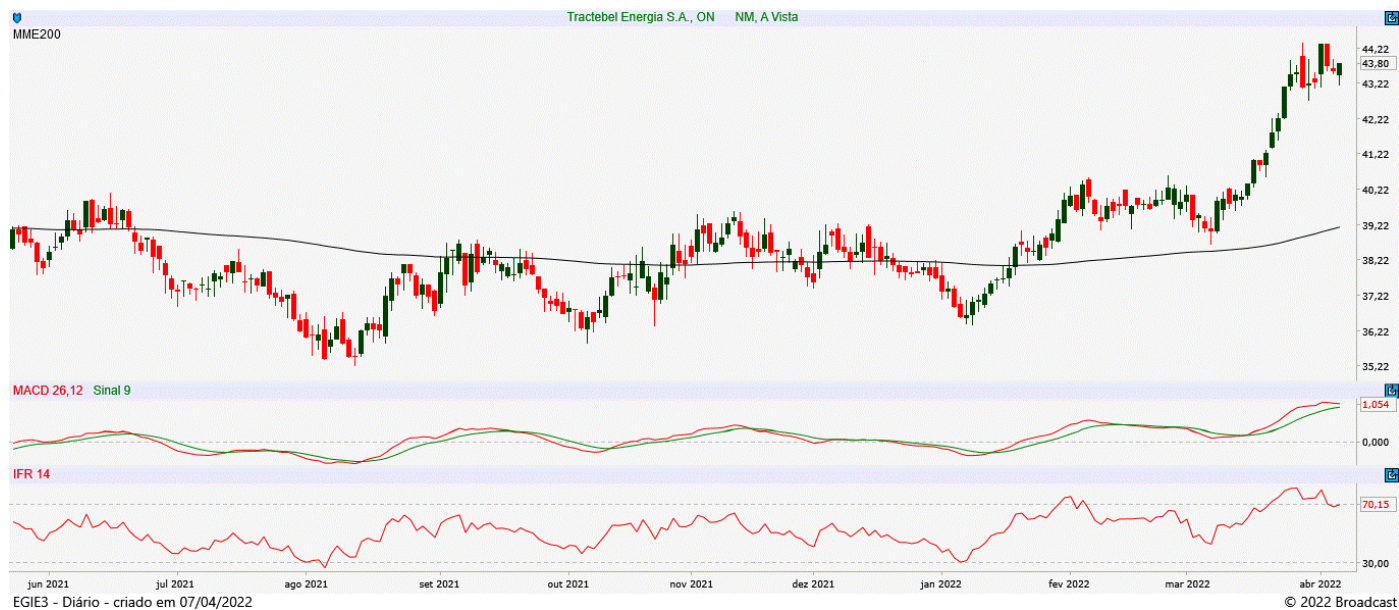 Tractebel Energia S.A., ON NM, A Vista
MME200
44,22
43,80
43,22
42,22
41,22
40,22
39,22
38,22
37,22
36,22
35,22
MACD 26,12 Sinal 9
1,054
0,000
IFR 14
70,15
30,00
jun 2021 jul 2021 ago 2021 set 2021 out 2021 nov 2021 dez 2021 jan 2022 fev 2022 mar 2022 abr 2022
EGIE3 - Diário - criado em 07/04/2022 © 2022 Broadcast